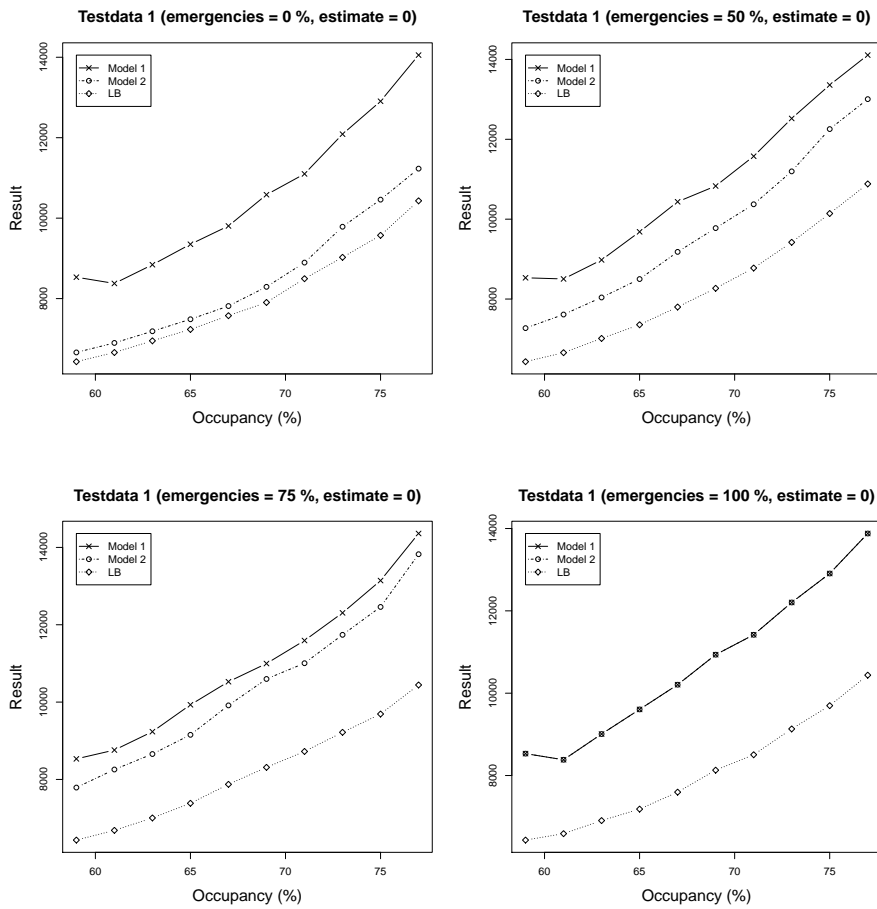 Testdata 1 (emergencies = 0 %, estimate = 0)
Model 1
Model 2
LB
Result
8000 10000 12000 14000
60 65 70 75
Occupancy (%)
Testdata 1 (emergencies = 50 %, estimate = 0)
Model 1
Model 2
LB
Result
8000 10000 12000 14000
60 65 70 75
Occupancy (%)
Testdata 1 (emergencies = 75 %, estimate = 0)
Model 1
Model 2
LB
Result
8000 10000 12000 14000
60 65 70 75
Occupancy (%)
Testdata 1 (emergencies = 100 %, estimate = 0)
Model 1
Model 2
LB
Result
8000 10000 12000 14000
60 65 70 75
Occupancy (%)